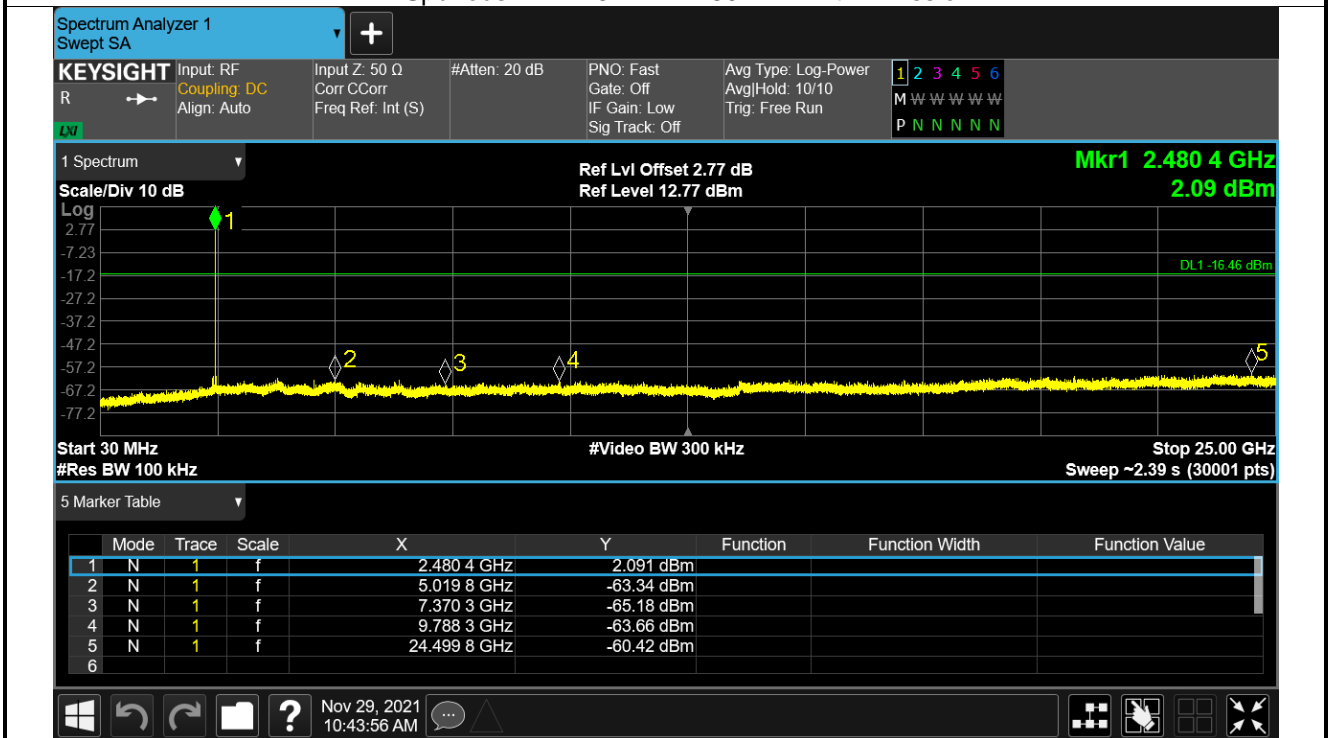 Spectrum Analyzer 1
Swept SA
+
KEYSIGHT Input: RF Input Z: 50 Ω #Atten: 20 dB PNO: Fast Avg Type: Log-Power 1 2 3 4 5 6
R Coupling: DC Corr CCorr Gate: Off Avg|Hold: 10/10 M W W W W W
Align: Auto Freq Ref: Int (S) IF Gain: Low Trig: Free Run
LXI Sig Track: Off P N N N N N
1 Spectrum Ref Lvl Offset 2.77 dB Mkr1 2.480 4 GHz
Scale/Div 10 dB Ref Level 12.77 dBm 2.09 dBm
Log
1
2.77
-7.23
DL1 -16.46 dBm
-17.2
-27.2
-37.2
-47.2
2 3 4 5
-57.2
-67.2
-77.2
Start 30 MHz #Video BW 300 kHz Stop 25.00 GHz
#Res BW 100 kHz Sweep ~2.39 s (30001 pts)
5 Marker Table
Mode Trace Scale X Y Function Function Width Function Value
1 N 1 f 2.480 4 GHz 2.091 dBm
2 N 1 f 5.019 8 GHz -63.34 dBm
3 N 1 f 7.370 3 GHz -65.18 dBm
4 N 1 f 9.788 3 GHz -63.66 dBm
5 N 1 f 24.499 8 GHz -60.42 dBm
6
? Nov 29, 2021
10:43:56 AM